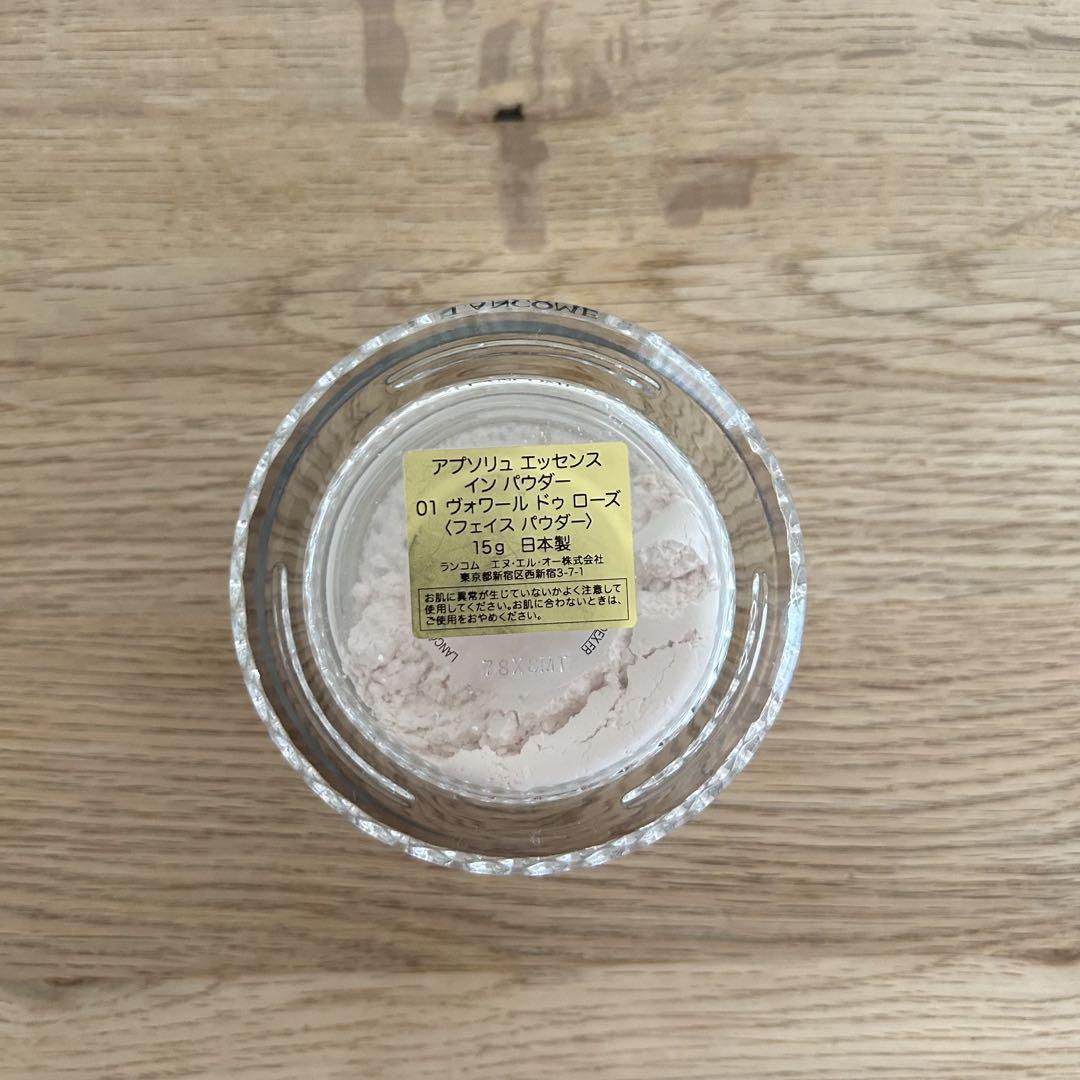 LANCOME
アプソリュ エッセンス
イン パウダー
01 ヴォワール ドゥ ローズ
〈フェイス パウダー〉
15g 日本製
ランコム エヌ・エル・オー株式会社
東京都新宿区西新宿3-7-1
お肌に異常が生じていないかよく注意して
使用してください。お肌に合わないときは、
ご使用をおやめください。
LANC